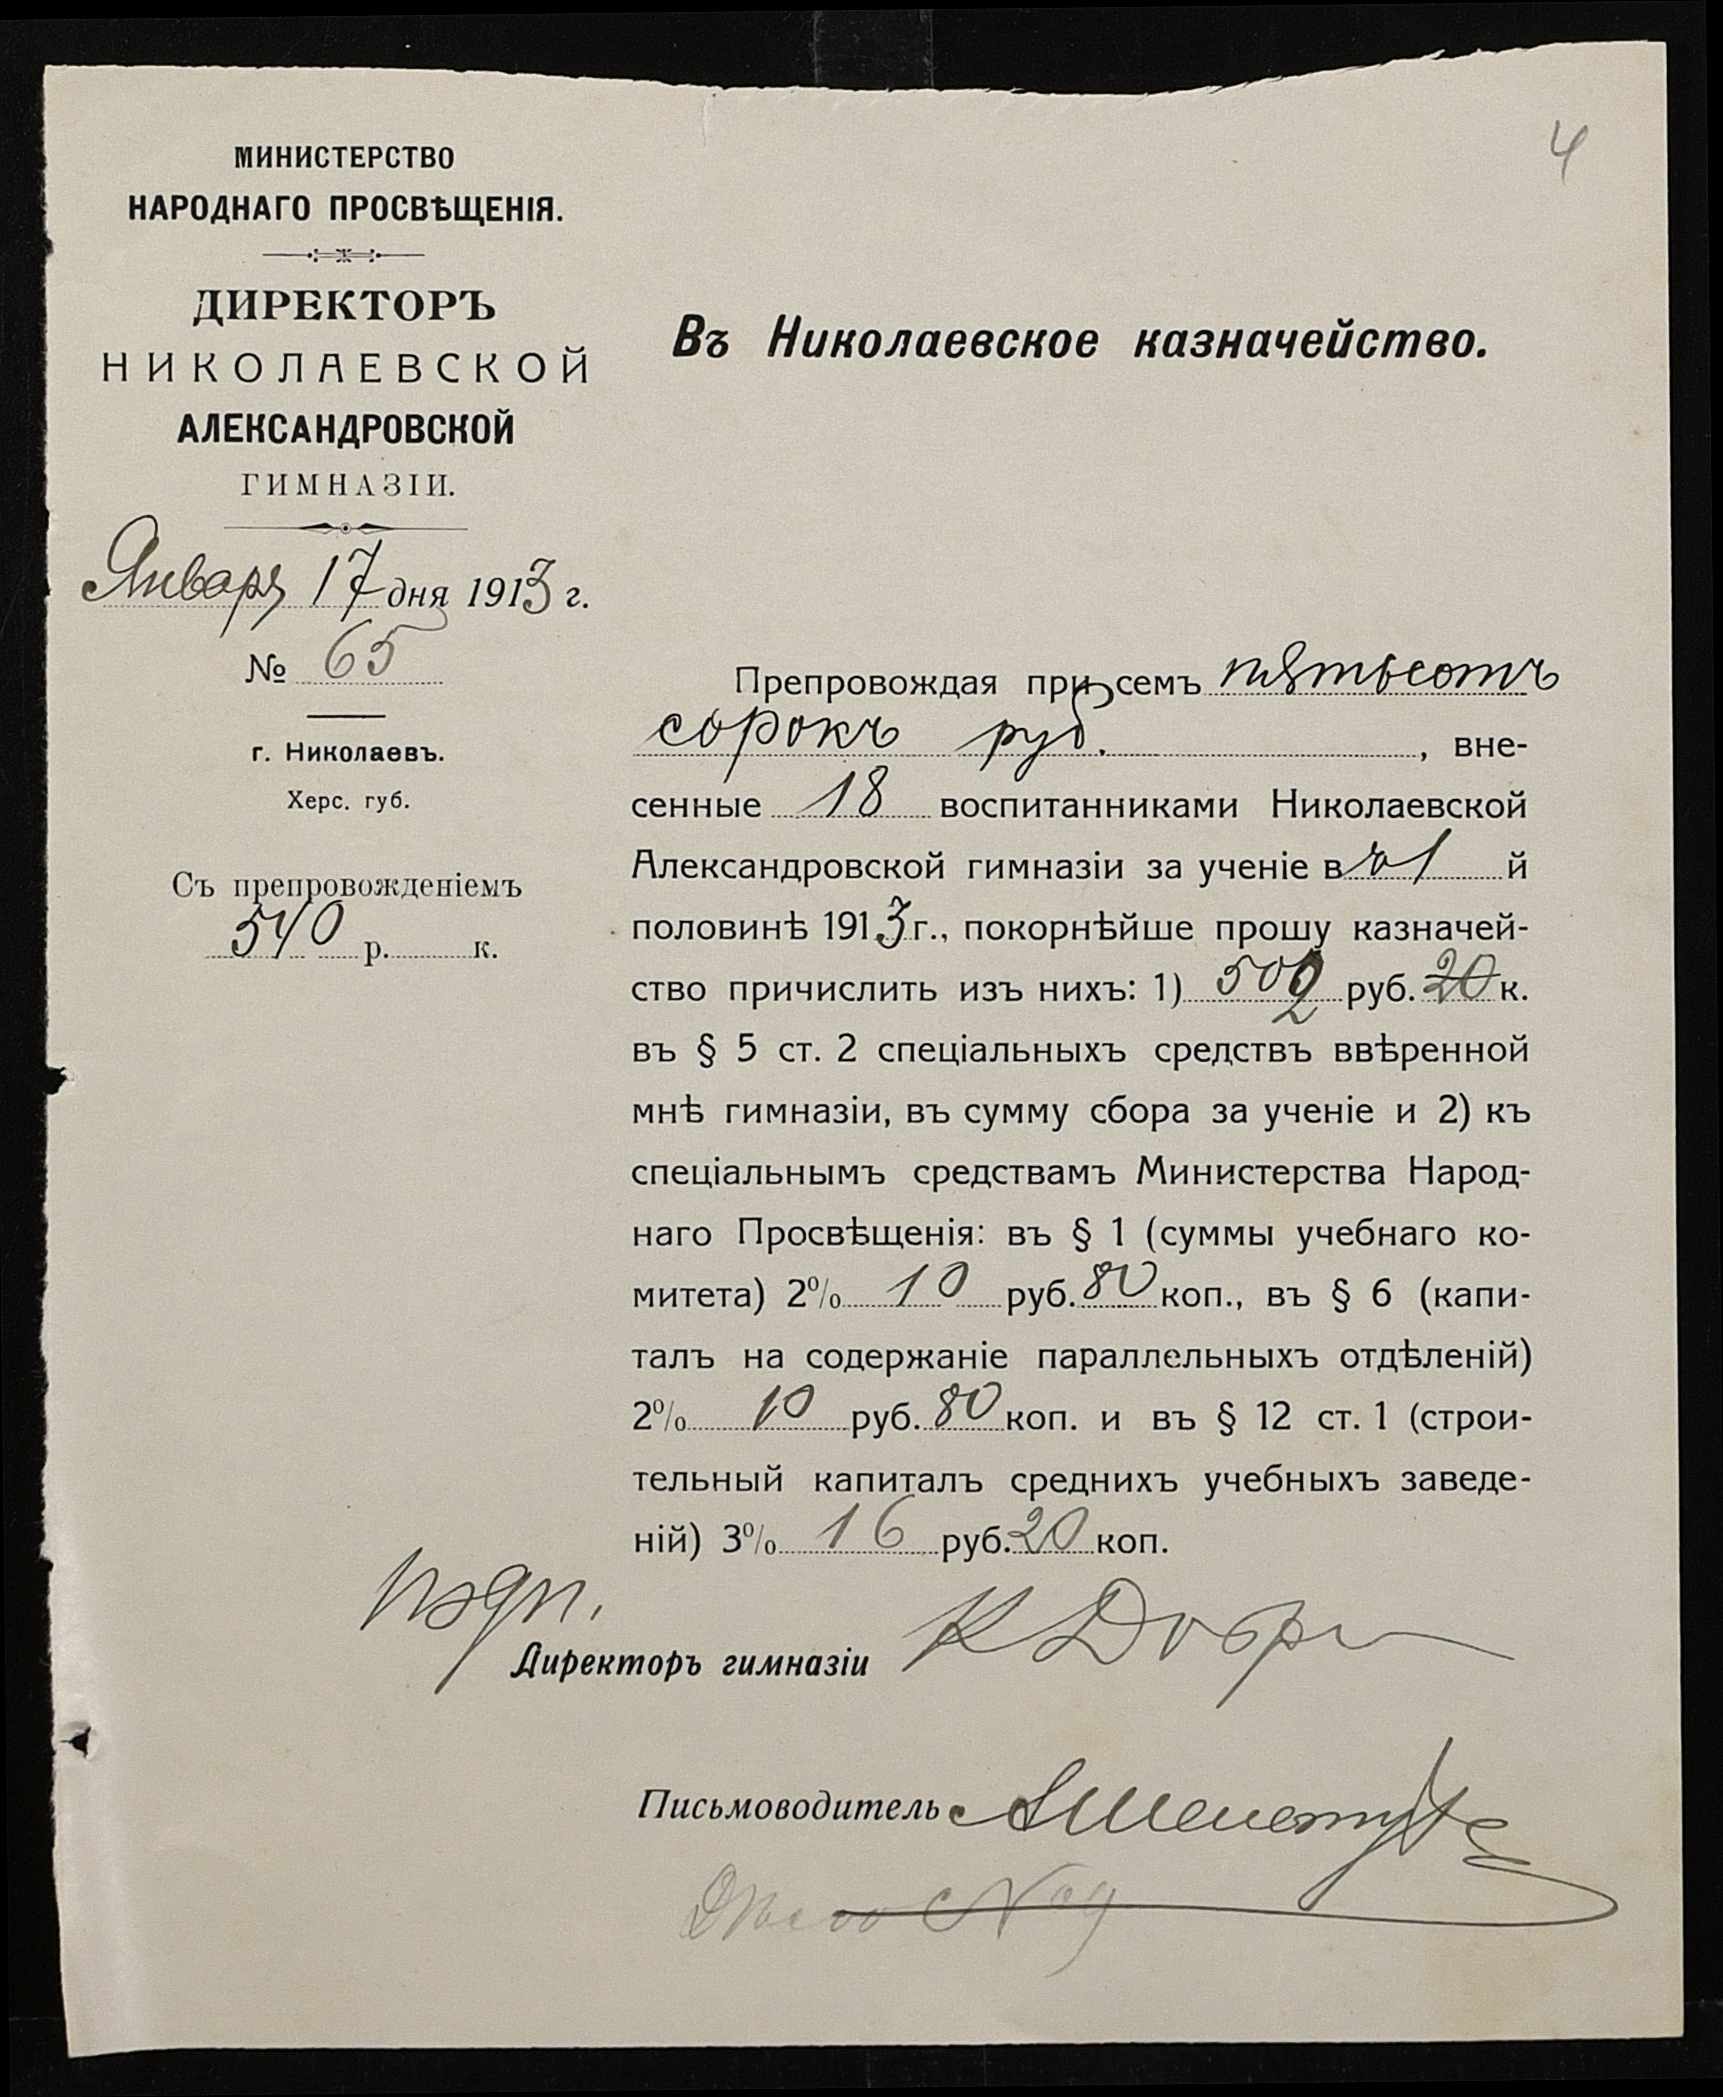 4
МИНИСТЕРСТВО
НАРОДНАГО ПРОСВѢЩЕНІЯ.
ДИРЕКТОРЪ
НИКОЛАЕВСКОЙ
АЛЕКСАНДРОВСКОЙ
ГИМНАЗІИ.
Января 17 дня 1913 г.
№ 65
г. Николаевъ.
Херс. губ.
Съ препровожденіемъ
540 р. к.
Въ Николаевское казначейство.
Препровождая при семъ пятьсотъ
сорокъ руб. , вне-
сенные 18 воспитанниками Николаевской
Александровской гимназіи за ученіе въ 1 й
половинѣ 1913 г., покорнѣйше прошу казначей-
ство причислить изъ нихъ: 1) 502 руб. 20 к.
въ § 5 ст. 2 спеціальныхъ средствъ ввѣренной
мнѣ гимназіи, въ сумму сбора за ученіе и 2) къ
спеціальнымъ средствамъ Министерства Народ-
наго Просвѣщенія: въ § 1 (суммы учебнаго ко-
митета) 2% 10 руб. 80 коп., въ § 6 (капи-
талъ на содержаніе параллельныхъ отдѣленій)
2% 10 руб. 80 коп. и въ § 12 ст. 1 (строи-
тельный капиталъ среднихъ учебныхъ заведе-
ній) 3% 16 руб. 20 коп.
Директоръ гимназіи
Письмоводитель